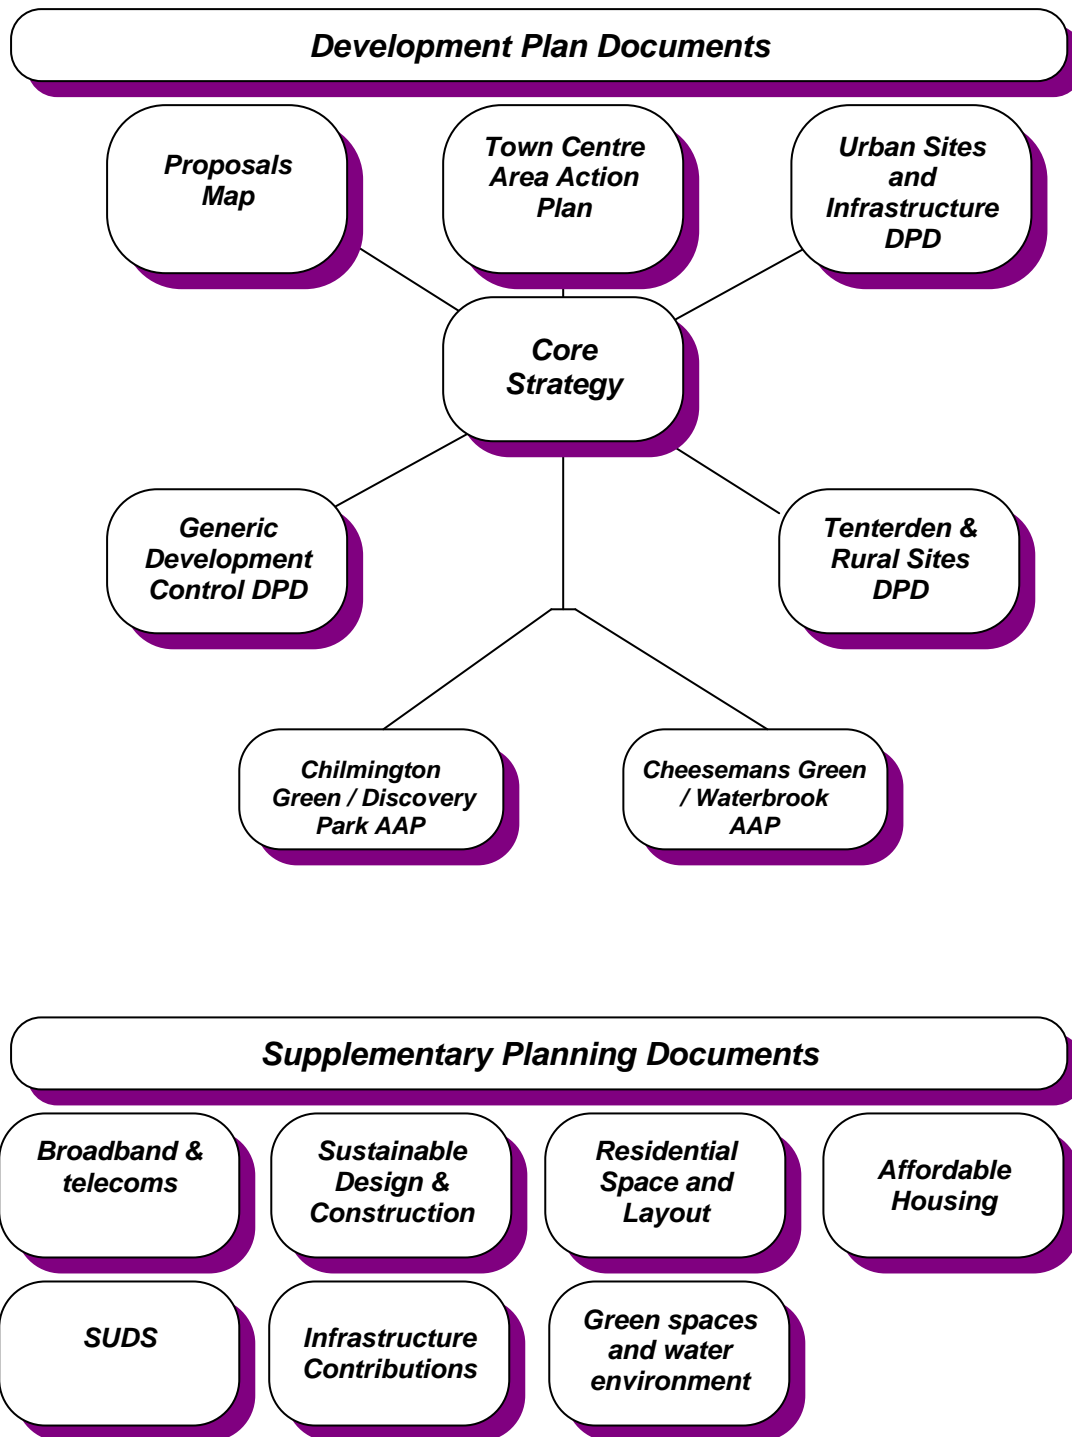 Development Plan Documents
Proposals
Map
Town Centre
Area Action
Plan
Urban Sites
and
Infrastructure
DPD
Core
Strategy
Generic
Development
Control DPD
Tenterden &
Rural Sites
DPD
Chilmington
Green / Discovery
Park AAP
Cheesemans Green
/ Waterbrook
AAP
Supplementary Planning Documents
Broadband &
telecoms
Sustainable
Design &
Construction
Residential
Space and
Layout
Affordable
Housing
SUDS
Infrastructure
Contributions
Green spaces
and water
environment